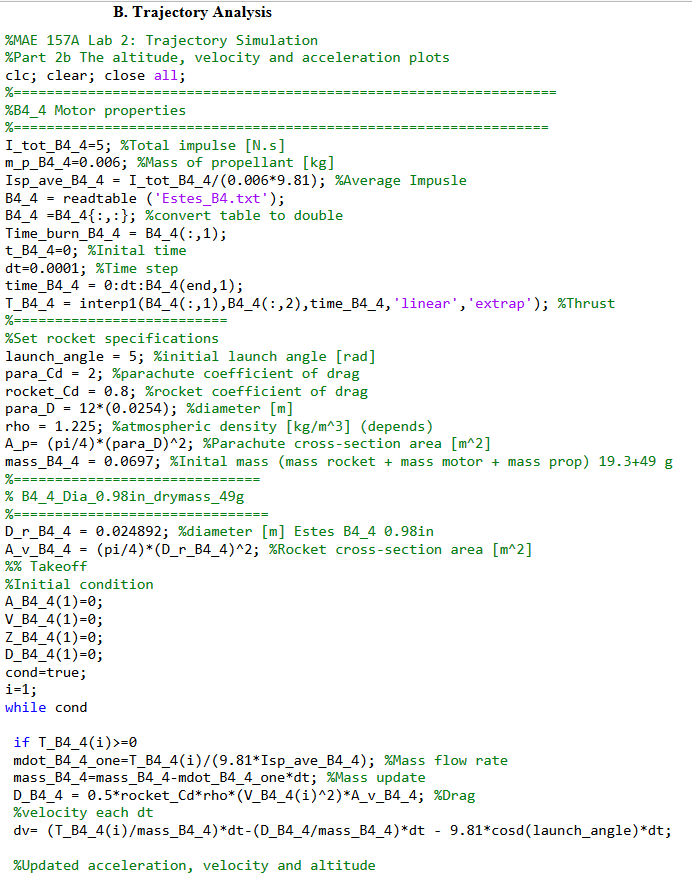 B. Trajectory Analysis
%MAE 157A Lab 2: Trajectory Simulation
%Part 2b The altitude, velocity and acceleration plots
clc; clear; close all;
%==================================================================
%B4_4 Motor properties
%=================================================================
I_tot_B4_4=5; %Total impulse [N.s]
m_p_B4_4=0.006; %Mass of propellant [kg]
Isp_ave_B4_4 = I_tot_B4_4/(0.006*9.81); %Average Impusle
B4_4 = readtable ('Estes_B4.txt');
B4_4 =B4_4{:,:}; %convert table to double
Time_burn_B4_4 = B4_4(:,1);
t_B4_4=0; %Inital time
dt=0.0001; %Time step
time_B4_4 = 0:dt:B4_4(end,1);
T_B4_4 = interp1(B4_4(:,1),B4_4(:,2),time_B4_4,'linear','extrap'); %Thrust
%==========================
%Set rocket specifications
launch_angle = 5; %initial launch angle [rad]
para_Cd = 2; %parachute coefficient of drag
rocket_Cd = 0.8; %rocket coefficient of drag
para_D = 12*(0.0254); %diameter [m]
rho = 1.225; %atmospheric density [kg/m^3] (depends)
A_p= (pi/4)*(para_D)^2; %Parachute cross-section area [m^2]
mass_B4_4 = 0.0697; %Inital mass (mass rocket + mass motor + mass prop) 19.3+49 g
%==============================
% B4_4_Dia_0.98in_drymass_49g
%===============================
D_r_B4_4 = 0.024892; %diameter [m] Estes B4_4 0.98in
A_v_B4_4 = (pi/4)*(D_r_B4_4)^2; %Rocket cross-section area [m^2]
%% Takeoff
%Initial condition
A_B4_4(1)=0;
V_B4_4(1)=0;
Z_B4_4(1)=0;
D_B4_4(1)=0;
cond=true;
i=1;
while cond
if T_B4_4(i)>=0
mdot_B4_4_one=T_B4_4(i)/(9.81*Isp_ave_B4_4); %Mass flow rate
mass_B4_4=mass_B4_4-mdot_B4_4_one*dt; %Mass update
D_B4_4 = 0.5*rocket_Cd*rho*(V_B4_4(i)^2)*A_v_B4_4; %Drag
%velocity each dt
dv= (T_B4_4(i)/mass_B4_4)*dt-(D_B4_4/mass_B4_4)*dt - 9.81*cosd(launch_angle)*dt;
%Updated acceleration, velocity and altitude